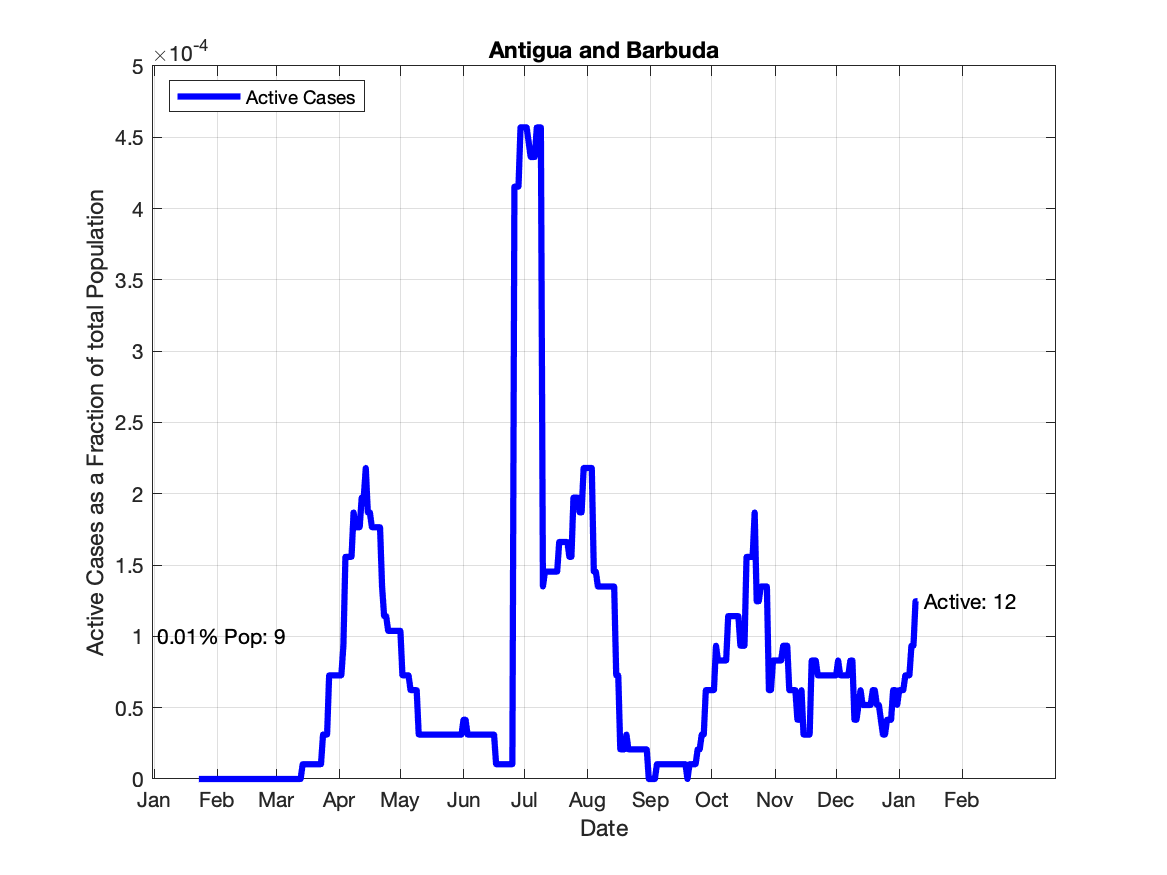 Antigua and Barbuda
×10-4
Active Cases
5
4.5
4
3.5
3
2.5
2
1.5
1
0.5
0
Active Cases as a Fraction of total Population
0.01% Pop: 9
Active: 12
Jan Feb Mar Apr May Jun Jul Aug Sep Oct Nov Dec Jan Feb
Date